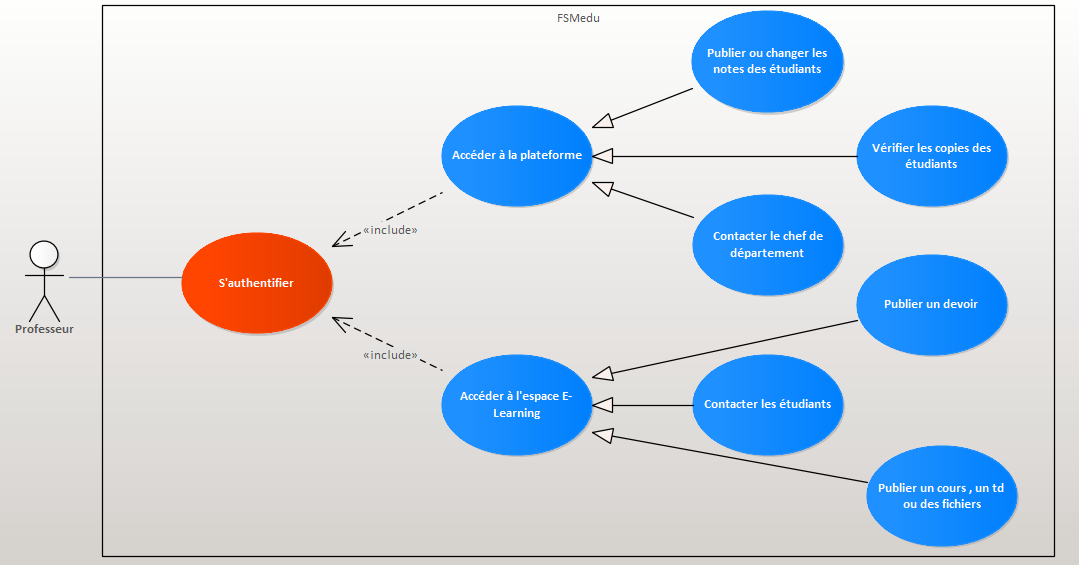 FSMedu
Publier ou changer les
notes des étudiants
Accéder à la plateforme
Vérifier les copies des
étudiants
«include»
Contacter le chef de
département
S'authentifier
Professeur
Publier un devoir
«include»
Accéder à l'espace E-
Learning
Contacter les étudiants
Publier un cours , un td
ou des fichiers